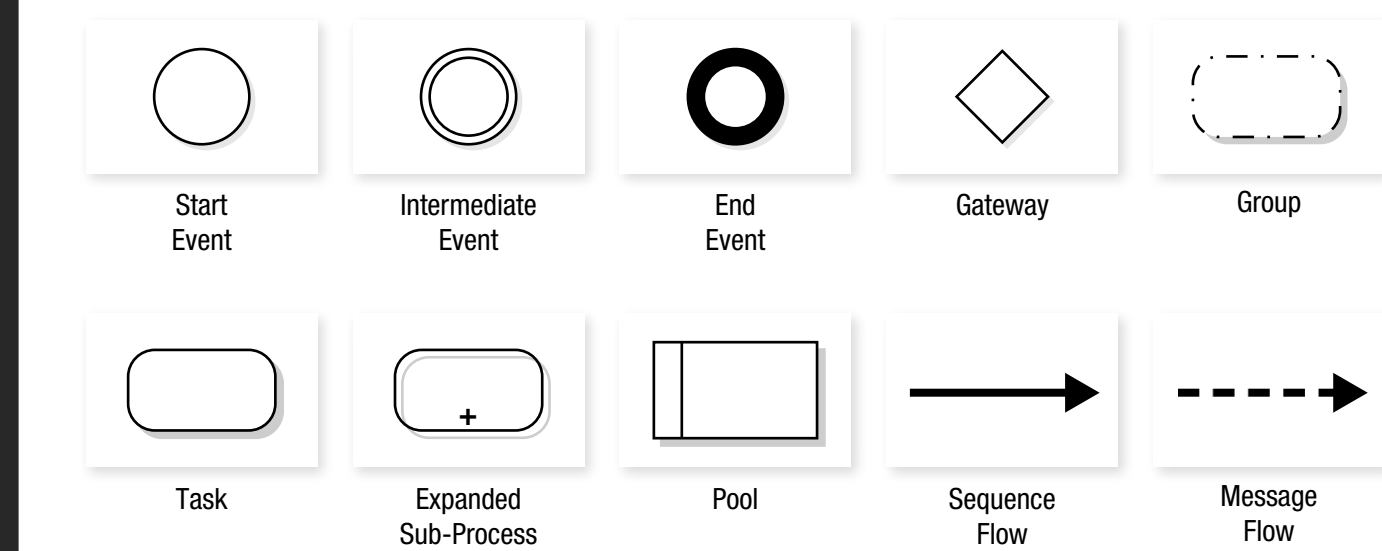 Start
Event
Intermediate
Event
End
Event
Gateway
Group
Task
+
Expanded
Sub-Process
Pool
Sequence
Flow
Message
Flow